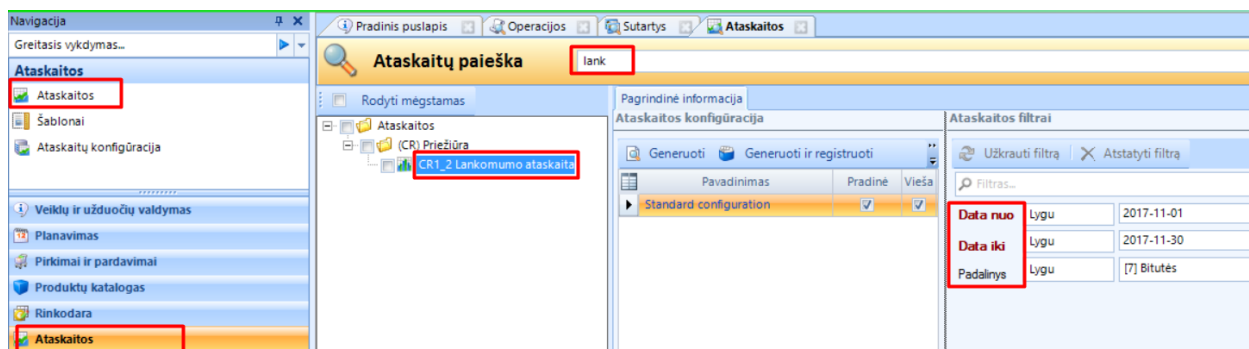 Navigacija
Greitasis vykdymas...
Ataskaitos
Ataskaitos
Šablonai
Ataskaitų konfigūracija
Veiklų ir užduočių valdymas
Planavimas
Pirkimai ir pardavimai
Produktų katalogas
Rinkodara
Ataskaitos
Pradinis puslapis
Operacijos
Sutartys
Ataskaitos
Ataskaitų paieška
lank
Rodyti mėgstamas
Ataskaitos
(CR) Priežiūra
CR1_2 Lankomumo ataskaita
Pagrindinė informacija
Ataskaitos konfigūracija
Generuoti Generuoti ir registruoti
Pavadinimas Pradinė Vieša
Standard configuration
Ataskaitos filtrai
Užkrauti filtrą Atstatyti filtrą
Filtras...
Data nuo Lygu 2017-11-01
Data iki Lygu 2017-11-30
Padalinys Lygu [7] Bitutės